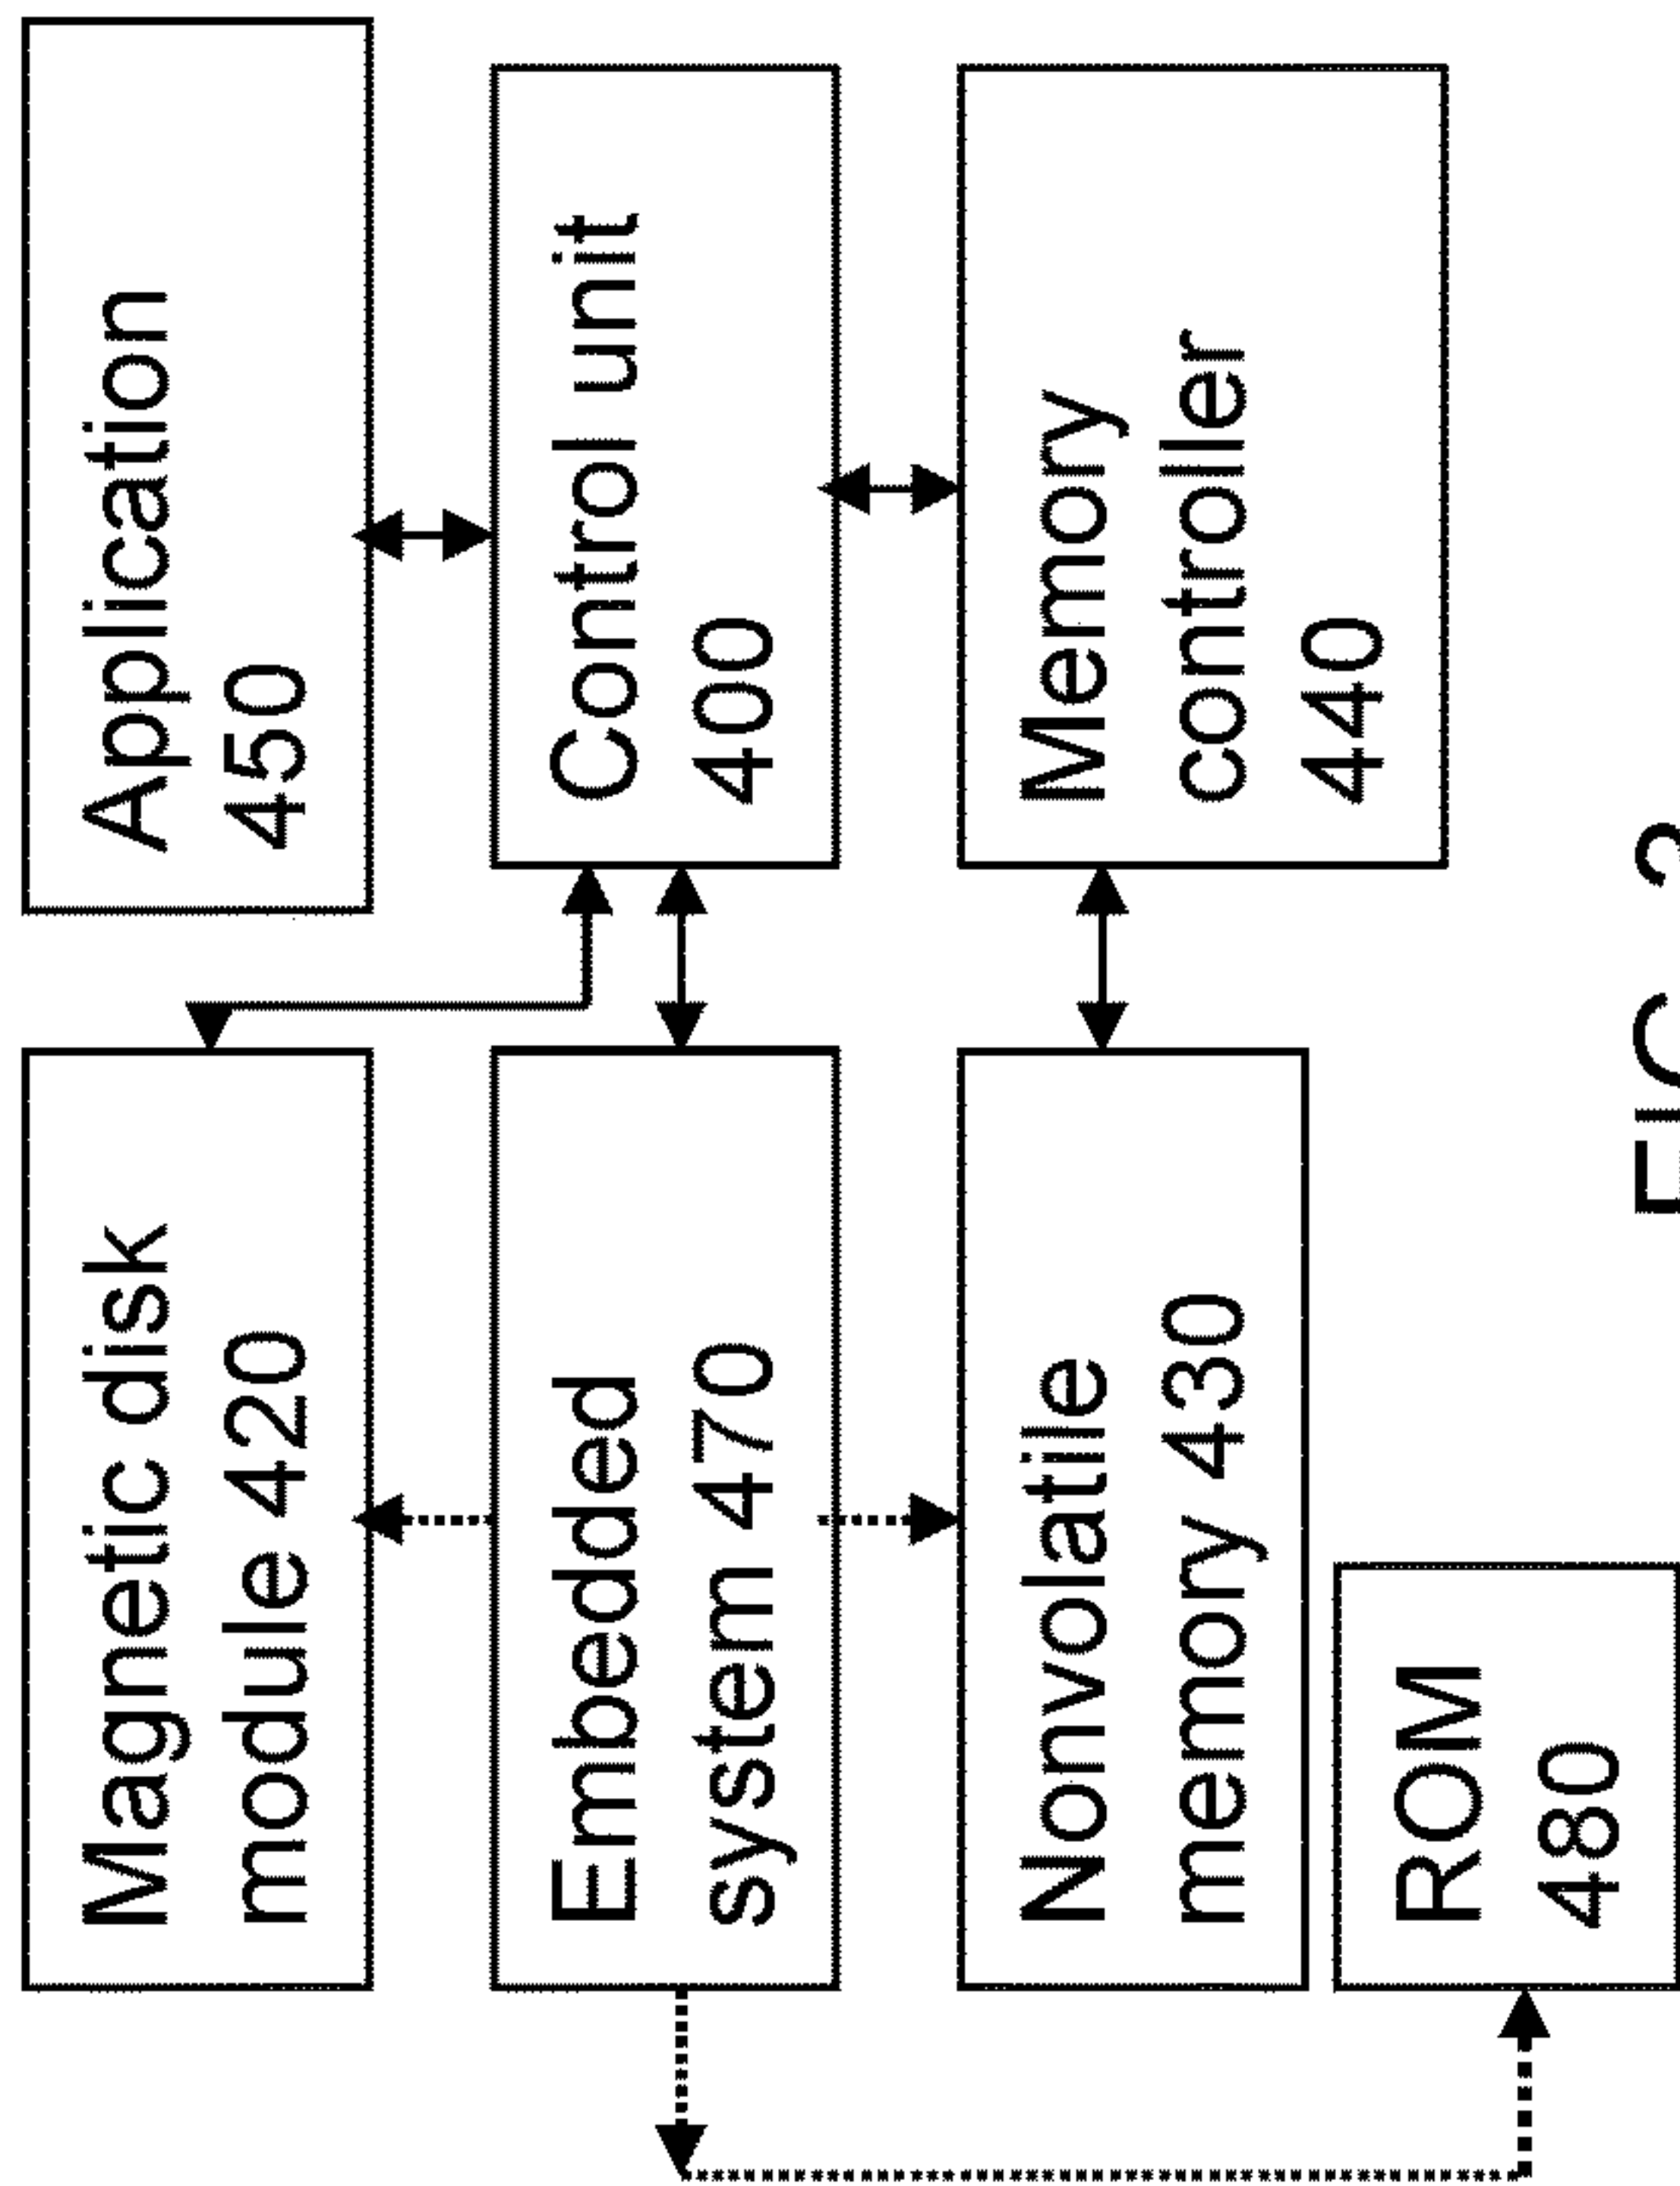 Magnetic disk
module 420
Application
450
Embedded
system 470
Control unit
400
Nonvolatile
memory 430
Memory
controller
440
ROM
480
FIG